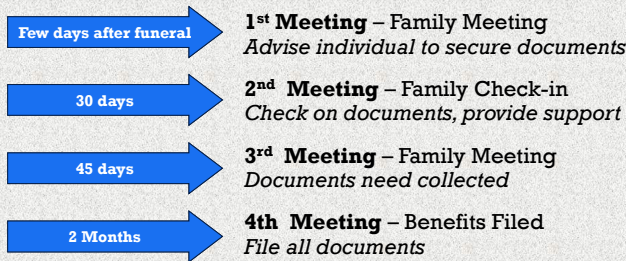 Few days after funeral
1st Meeting – Family Meeting
Advise individual to secure documents
30 days
2nd Meeting – Family Check-in
Check on documents, provide support
45 days
3rd Meeting – Family Meeting
Documents need collected
2 Months
4th Meeting – Benefits Filed
File all documents